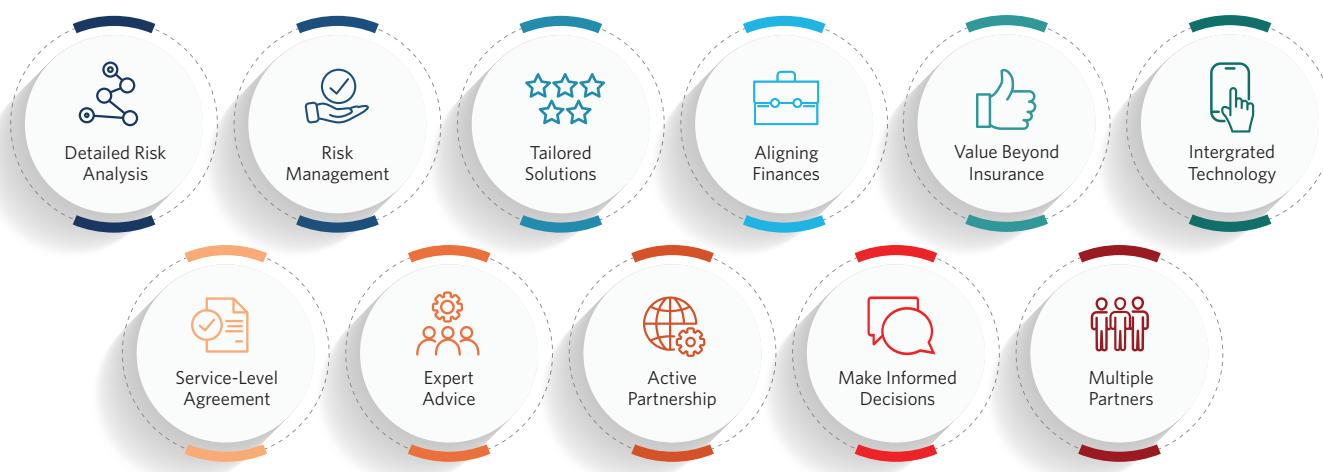 Detailed Risk
Analysis
Risk
Management
Tailored
Solutions
Aligning
Finances
Value Beyond
Insurance
Intergrated
Technology
Service-Level
Agreement
Expert
Advice
Active
Partnership
Make Informed
Decisions
Multiple
Partners